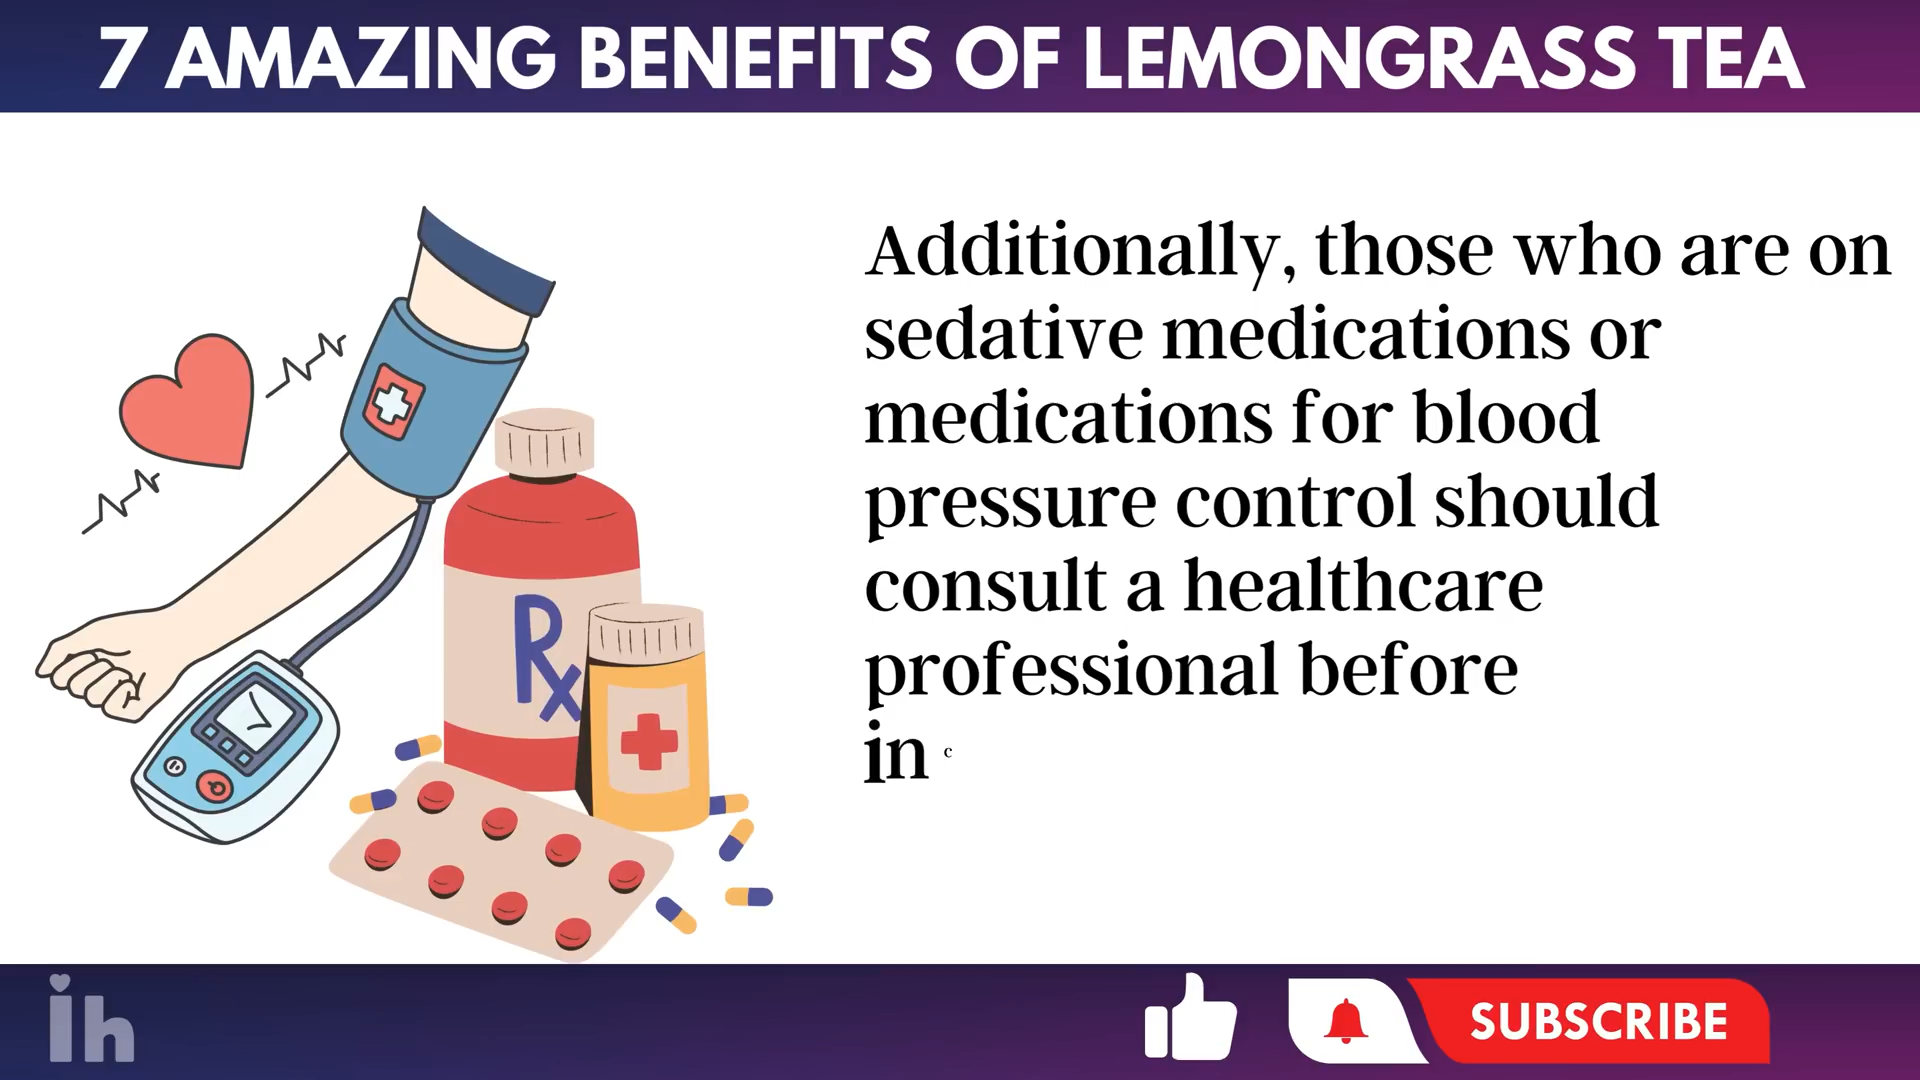 7 AMAZING BENEFITS OF LEMONGRASS TEA
Additionally, those who are on
sedative medications or
medications for blood
pressure control should
consult a healthcare
professional before
in c
Rx
ih
SUBSCRIBE